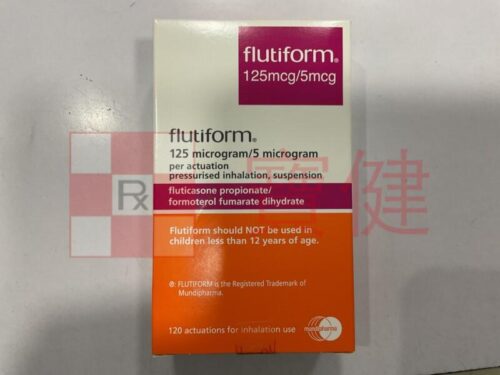 flutiform®
125mcg/5mcg
flutiform®
125 microgram/5 microgram
per actuation
pressurised inhalation, suspension
fluticasone propionate/
formoterol fumarate dihydrate
Flutiform should NOT be used in
children less than 12 years of age.
®: FLUTIFORM is the Registered Trademark of
Mundipharma.
120 actuations for inhalation use
mundipharma
Rx
健